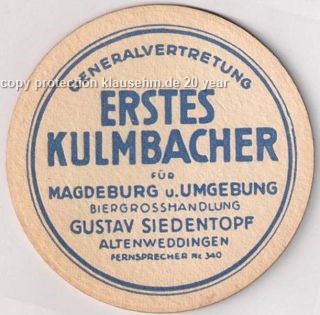 GENERALVERTRETUNG
copy protection klausehm.de 20 year
ERSTES
KULMBACHER
FÜR
MAGDEBURG u. UMGEBUNG
BIERGROSSHANDLUNG
GUSTAV SIEDENTOPF
ALTENWEDDINGEN
FERNSPRECHER Nr. 340